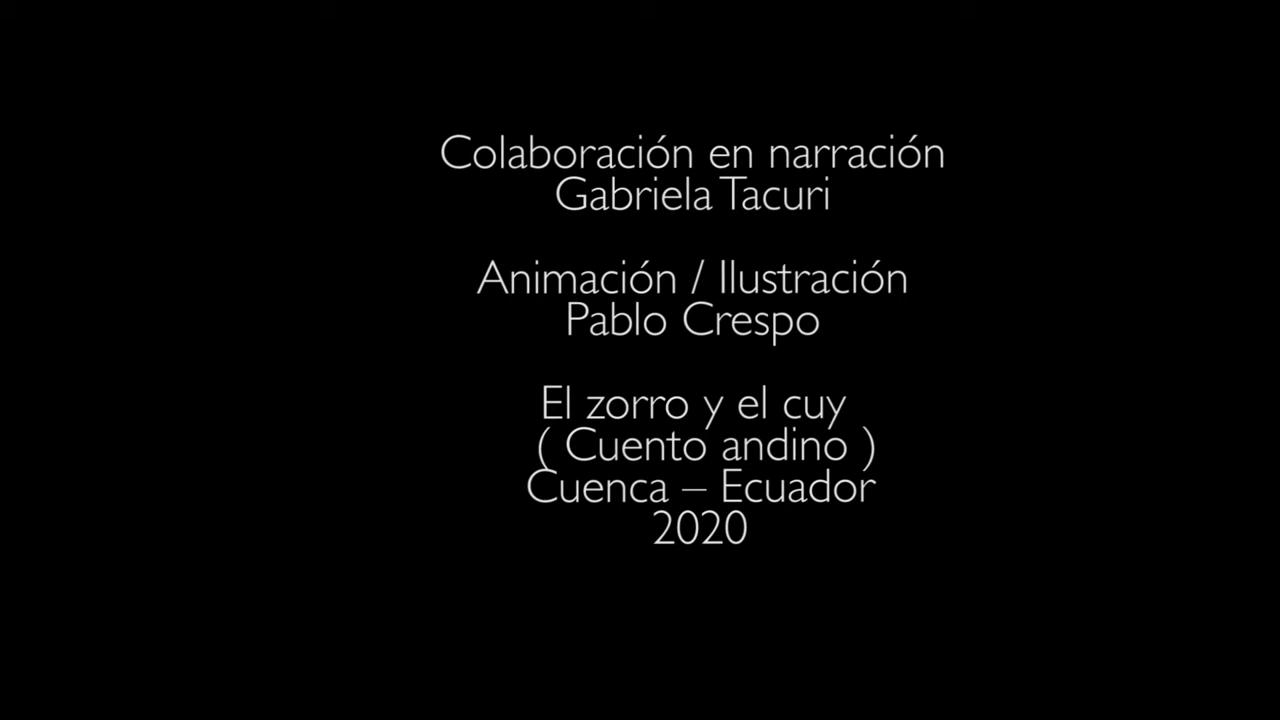 Colaboración en narración
Gabriela Tacuri
Animación / Ilustración
Pablo Crespo
El zorro y el cuy
( Cuento andino )
Cuenca – Ecuador
2020